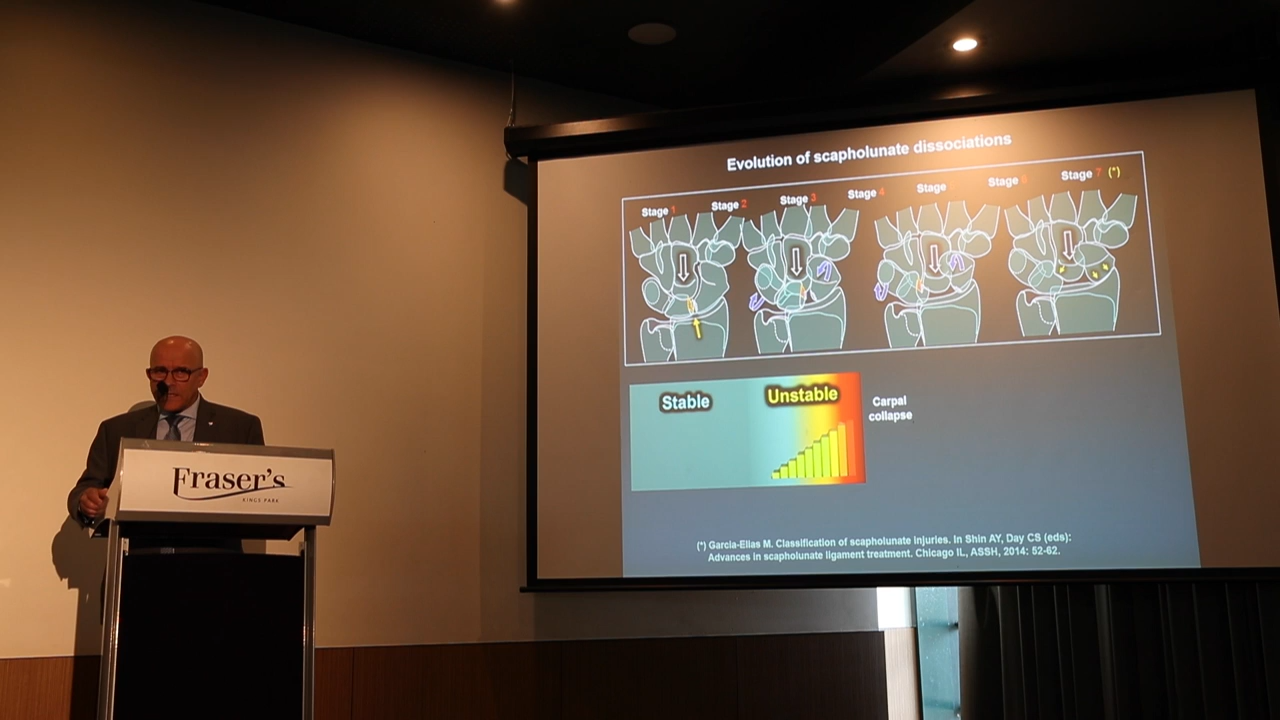 Evolution of scapholunate dissociations
Stage 1 Stage 2 Stage 3 Stage 4 Stage Stage 6 Stage 7 (*)
Stable
Unstable
Carpal
collapse
(*) Garcia-Elias M. Classification of scapholunate injuries. In Shin AY, Day CS (eds):
Advances in scapholunate ligament treatment. Chicago IL, ASSH, 2014: 52-62.
Fraser's
KINGS PARK